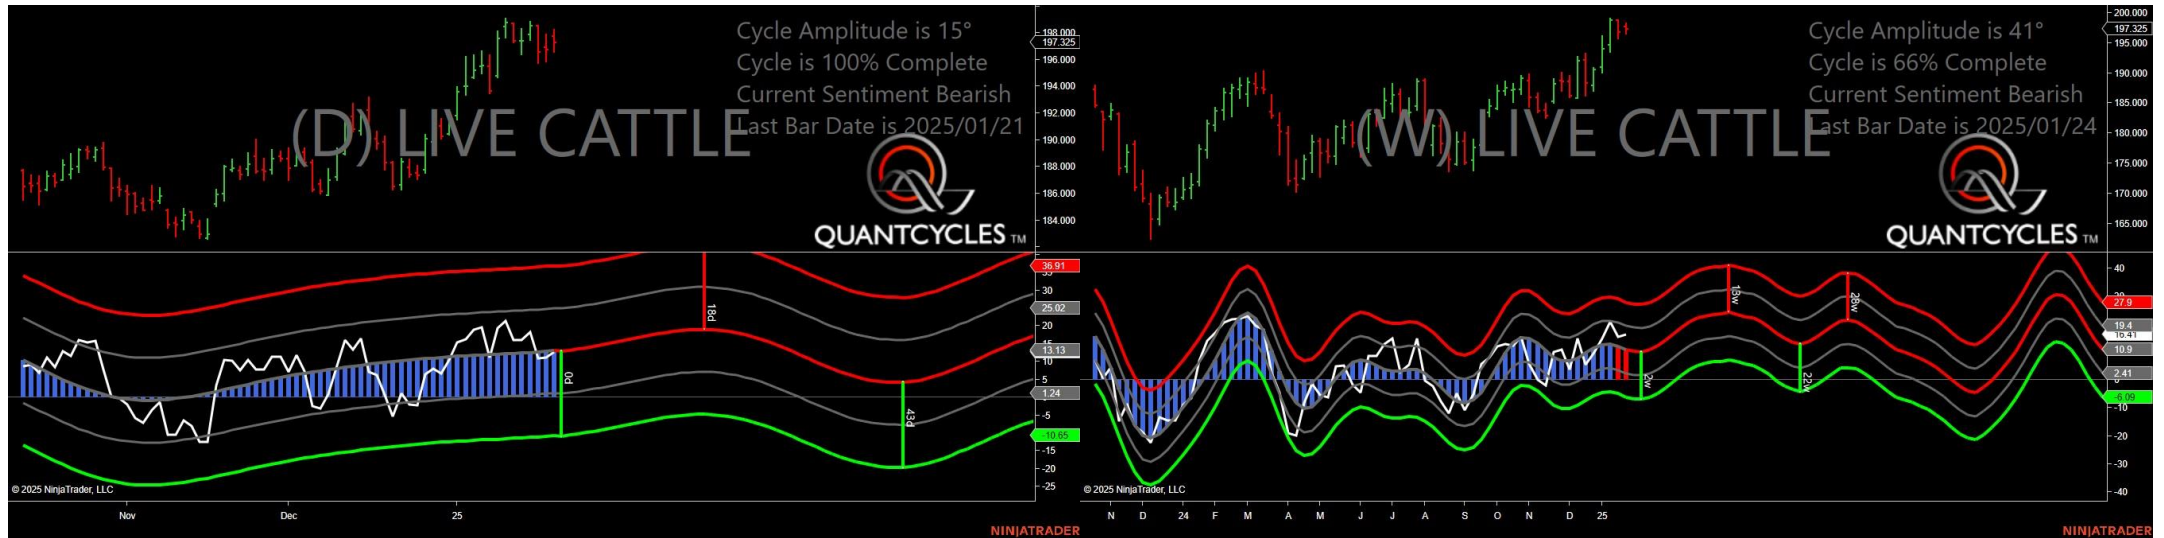 Cycle Amplitude is 15°
Cycle is 100% Complete
Current Sentiment Bearish
Last Bar Date is 2025/01/21
(D) LIVE CATTLE
QUANTCYCLES TM
198.000
197.325
196.000
194.000
192.000
190.000
188.000
186.000
184.000
36.91
30
25.02
20
13.13
10
5
1.24
-5
-10.65
-15
-20
-25
18d
0d
43d
© 2025 NinjaTrader, LLC
Nov
Dec
25
NINJATRADER
Cycle Amplitude is 41°
Cycle is 66% Complete
Current Sentiment Bearish
Last Bar Date is 2025/01/24
(W) LIVE CATTLE
QUANTCYCLES TM
200.000
197.325
195.000
190.000
185.000
180.000
175.000
170.000
165.000
40
27.9
19.4
16.41
10.9
2.41
-6.09
-10
-20
-30
-40
13w
28w
2w
22w
© 2025 NinjaTrader, LLC
N D 24 F M A M J J A S O N D 25
NINJATRADER